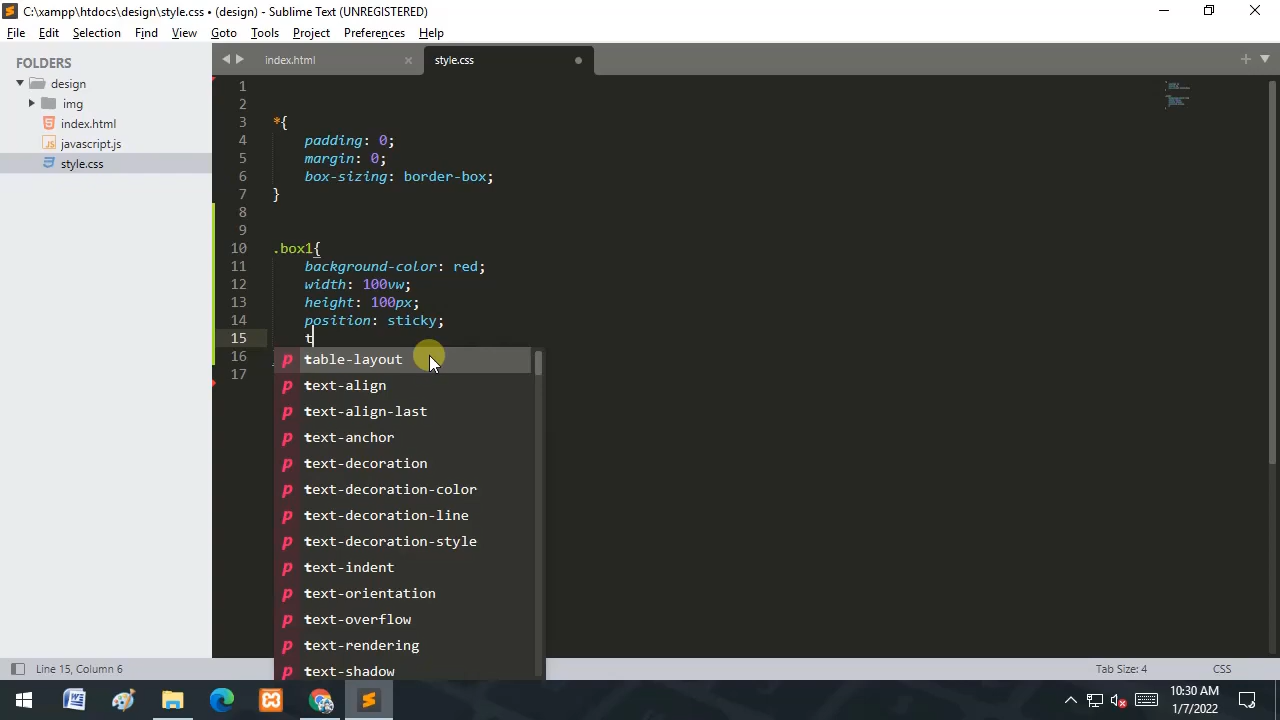 C:\xampp\htdocs\design\style.css • (design) - Sublime Text (UNREGISTERED)
File Edit Selection Find View Goto Tools Project Preferences Help
FOLDERS
design
img
index.html
javascript.js
style.css
index.html
style.css
1
2
3 *{
4 padding: 0;
5 margin: 0;
6 box-sizing: border-box;
7 }
8
9
10 .box1{
11 background-color: red;
12 width: 100vw;
13 height: 100px;
14 position: sticky;
15 t
16
17
p table-layout
p text-align
p text-align-last
p text-anchor
p text-decoration
p text-decoration-color
p text-decoration-line
p text-decoration-style
p text-indent
p text-orientation
p text-overflow
p text-rendering
p text-shadow
Line 15, Column 6
Tab Size: 4
CSS
10:30 AM
1/7/2022